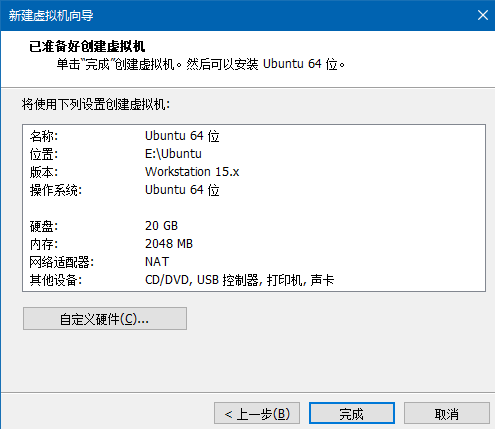 新建虚拟机向导
已准备好创建虚拟机
单击“完成”创建虚拟机。然后可以安装 Ubuntu 64 位。
将使用下列设置创建虚拟机:
名称: Ubuntu 64 位
位置: E:\Ubuntu
版本: Workstation 15.x
操作系统: Ubuntu 64 位
硬盘: 20 GB
内存: 2048 MB
网络适配器: NAT
其他设备: CD/DVD, USB 控制器, 打印机, 声卡
自定义硬件(C)...
< 上一步(B) 完成 取消